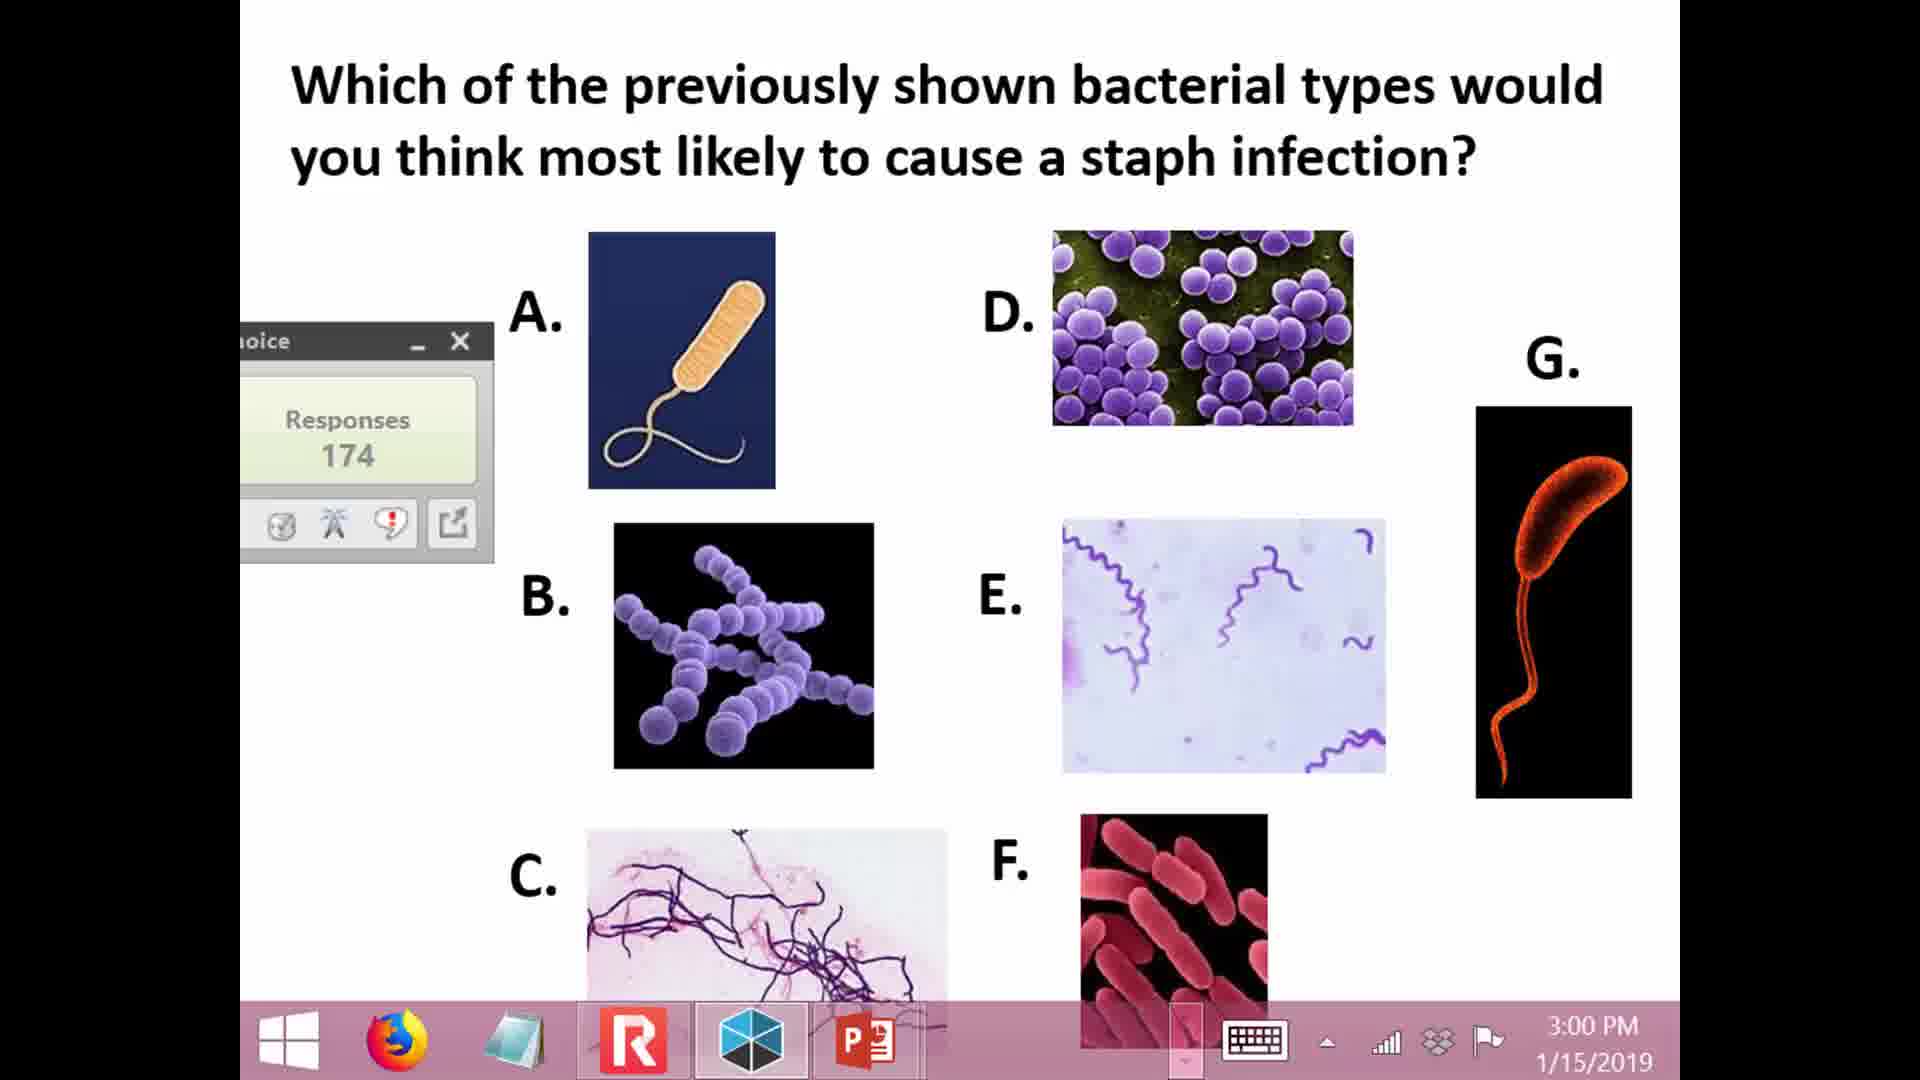 Which of the previously shown bacterial types would
you think most likely to cause a staph infection?
A.
D.
G.
oice
Responses
174
B.
E.
C.
F.
3:00 PM
1/15/2019